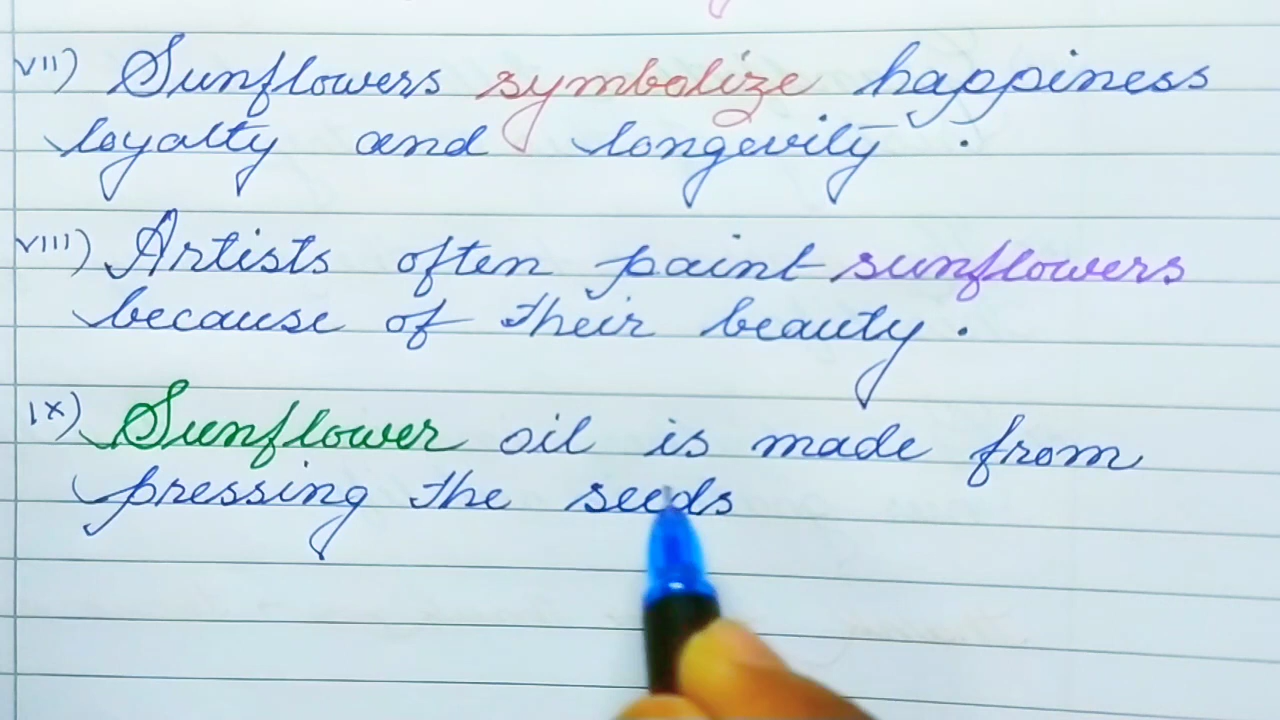 vii) Sunflowers symbolize happiness
loyalty and longevity .
viii) Artists often paint sunflowers
because of their beauty .
ix) Sunflower oil is made from
pressing the seeds